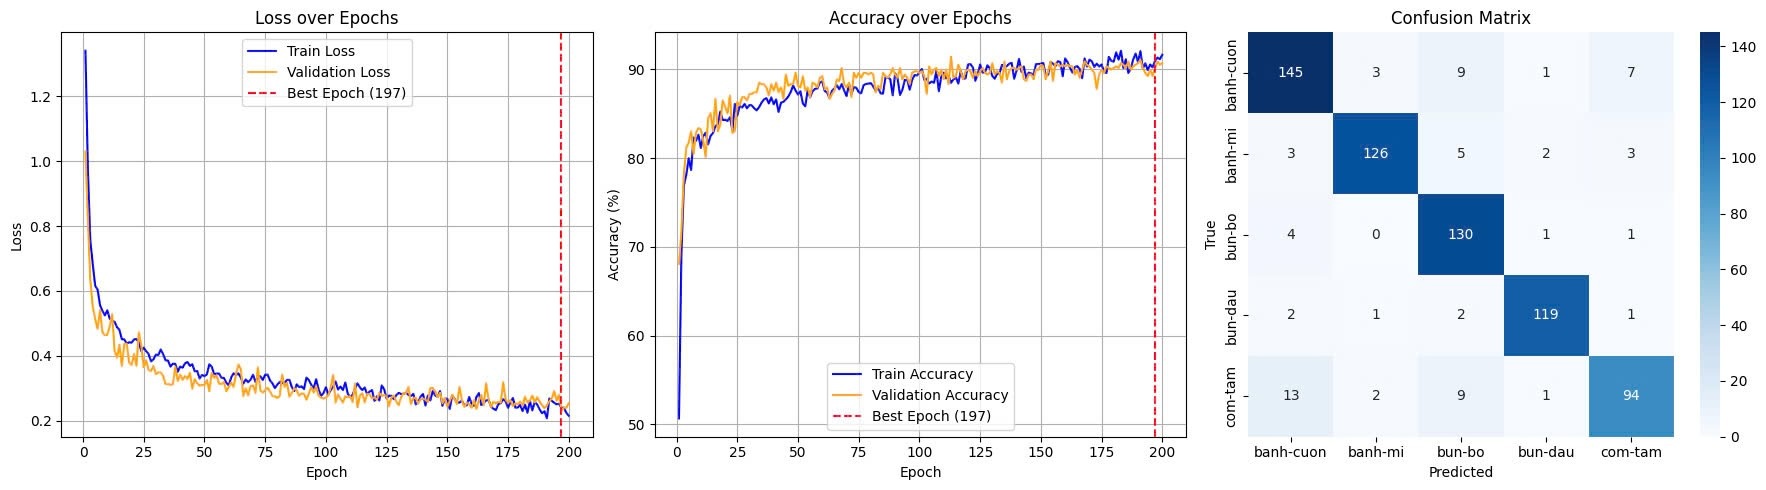 Loss over Epochs
Train Loss
Validation Loss
Best Epoch (197)
Loss
1.2
1.0
0.8
0.6
0.4
0.2
0 25 50 75 100 125 150 175 200
Epoch
Accuracy over Epochs
Accuracy (%)
90
80
70
60
50
Train Accuracy
Validation Accuracy
Best Epoch (197)
0 25 50 75 100 125 150 175 200
Epoch
Confusion Matrix
True
banh-cuon 145 3 9 1 7
banh-mi 3 126 5 2 3
bun-bo 4 0 130 1 1
bun-dau 2 1 2 119 1
com-tam 13 2 9 1 94
banh-cuon banh-mi bun-bo bun-dau com-tam
Predicted
140
120
100
80
60
40
20
0